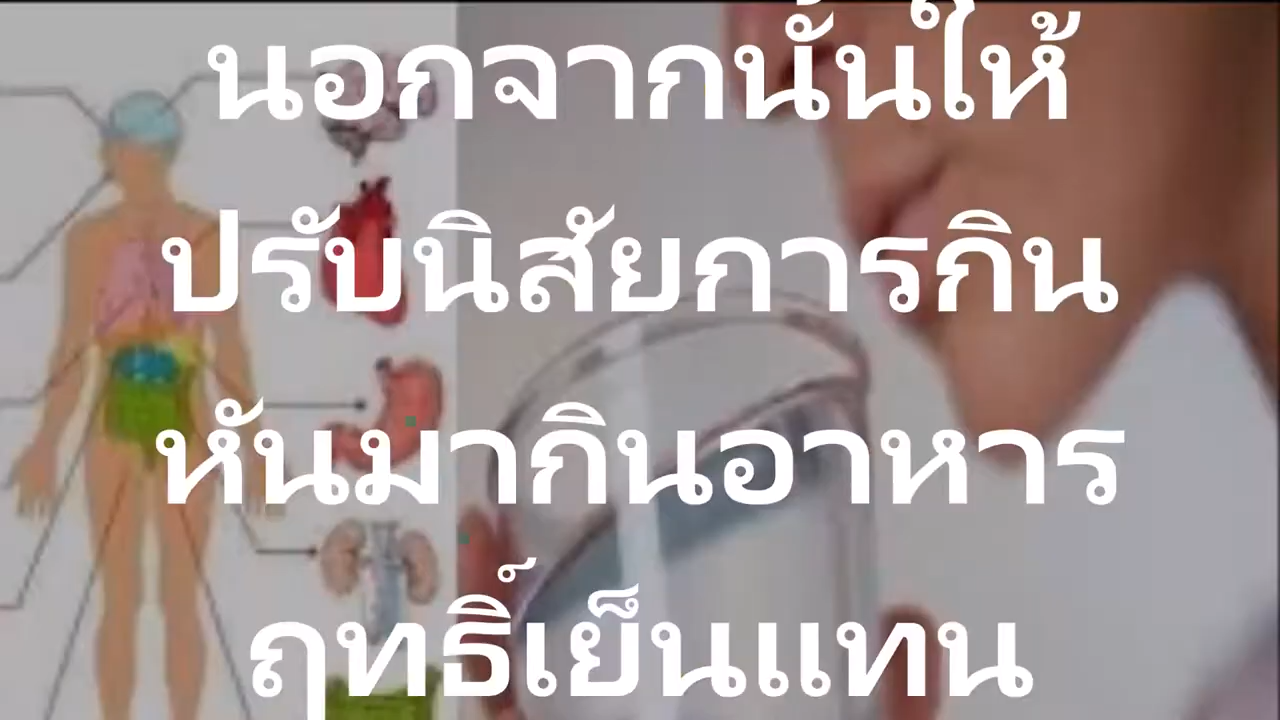 นอกจากนั้นให้
ปรับนิสัยการกิน
หันมากินอาหาร
ฤทธิ์เย็นแทน